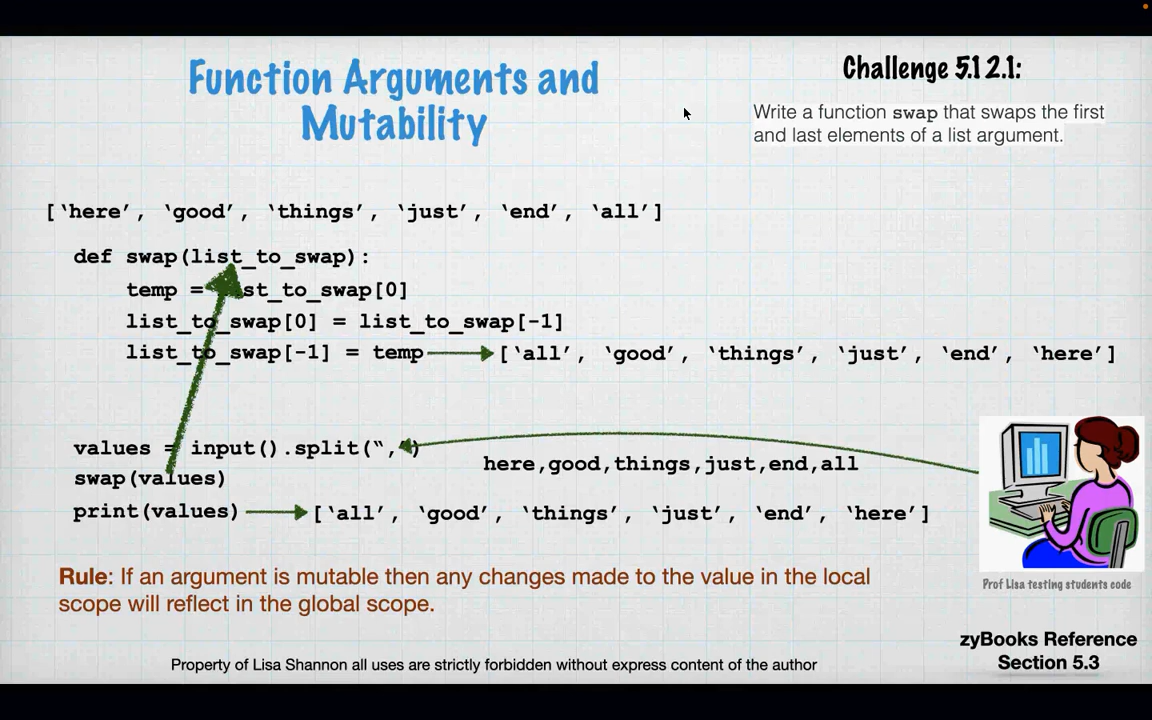 Function Arguments and
Mutability
Challenge 5.12.1:
Write a function swap that swaps the first
and last elements of a list argument.
[‘here’, ‘good’, ‘things’, ‘just’, ‘end’, ‘all’]
def swap(list_to_swap):
temp = list_to_swap[0]
list_to_swap[0] = list_to_swap[-1]
list_to_swap[-1] = temp
[‘all’, ‘good’, ‘things’, ‘just’, ‘end’, ‘here’]
values = input().split(“,”)
here,good,things,just,end,all
swap(values)
print(values)
[‘all’, ‘good’, ‘things’, ‘just’, ‘end’, ‘here’]
Rule: If an argument is mutable then any changes made to the value in the local
scope will reflect in the global scope.
Prof Lisa testing students code
zyBooks Reference
Section 5.3
Property of Lisa Shannon all uses are strictly forbidden without express content of the author